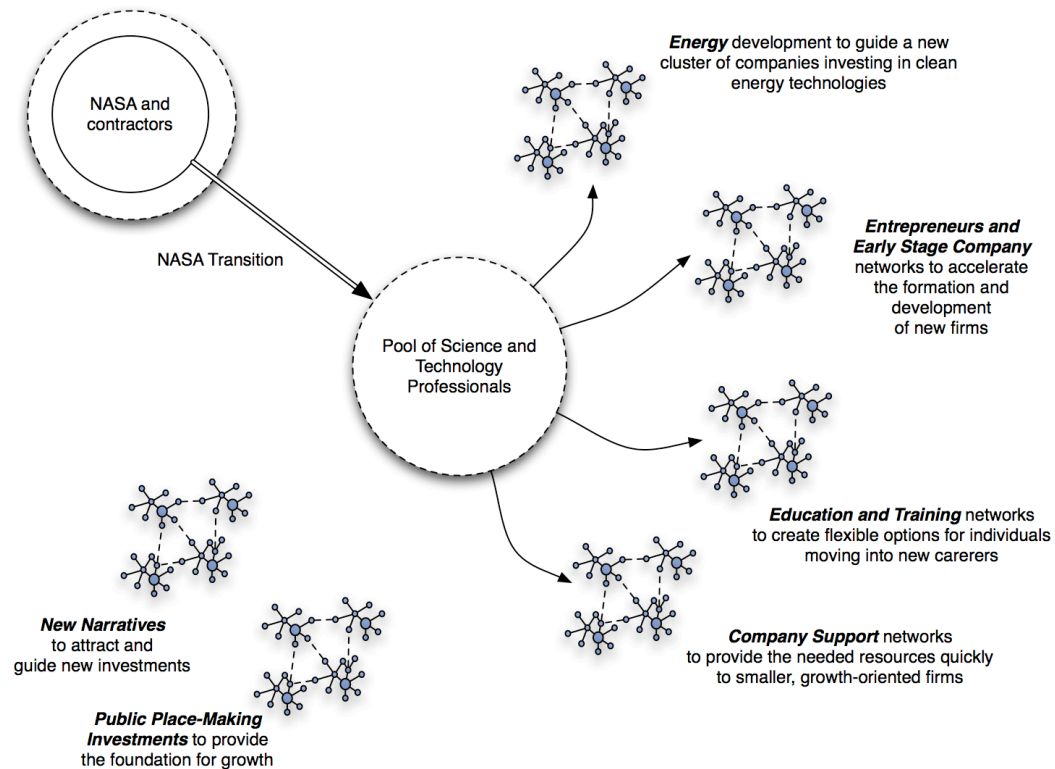 NASA and
contractors
NASA Transition
Pool of Science and
Technology
Professionals
Energy development to guide a new
cluster of companies investing in clean
energy technologies
Entrepreneurs and
Early Stage Company
networks to accelerate
the formation and
development
of new firms
Education and Training networks
to create flexible options for individuals
moving into new carerers
Company Support networks
to provide the needed resources quickly
to smaller, growth-oriented firms
New Narratives
to attract and
guide new investments
Public Place-Making
Investments to provide
the foundation for growth